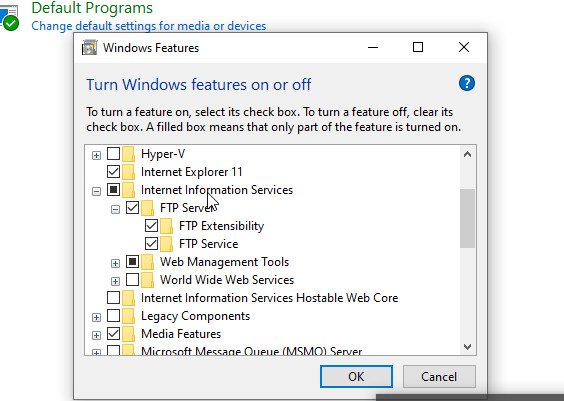 Default Programs
Change default settings for media or devices
Windows Features
Turn Windows features on or off
?
To turn a feature on, select its check box. To turn a feature off, clear its
check box. A filled box means that only part of the feature is turned on.
Hyper-V
Internet Explorer 11
Internet Information Services
FTP Server
FTP Extensibility
FTP Service
Web Management Tools
World Wide Web Services
Internet Information Services Hostable Web Core
Legacy Components
Media Features
Microsoft Message Queue (MSMO) Server
OK
Cancel